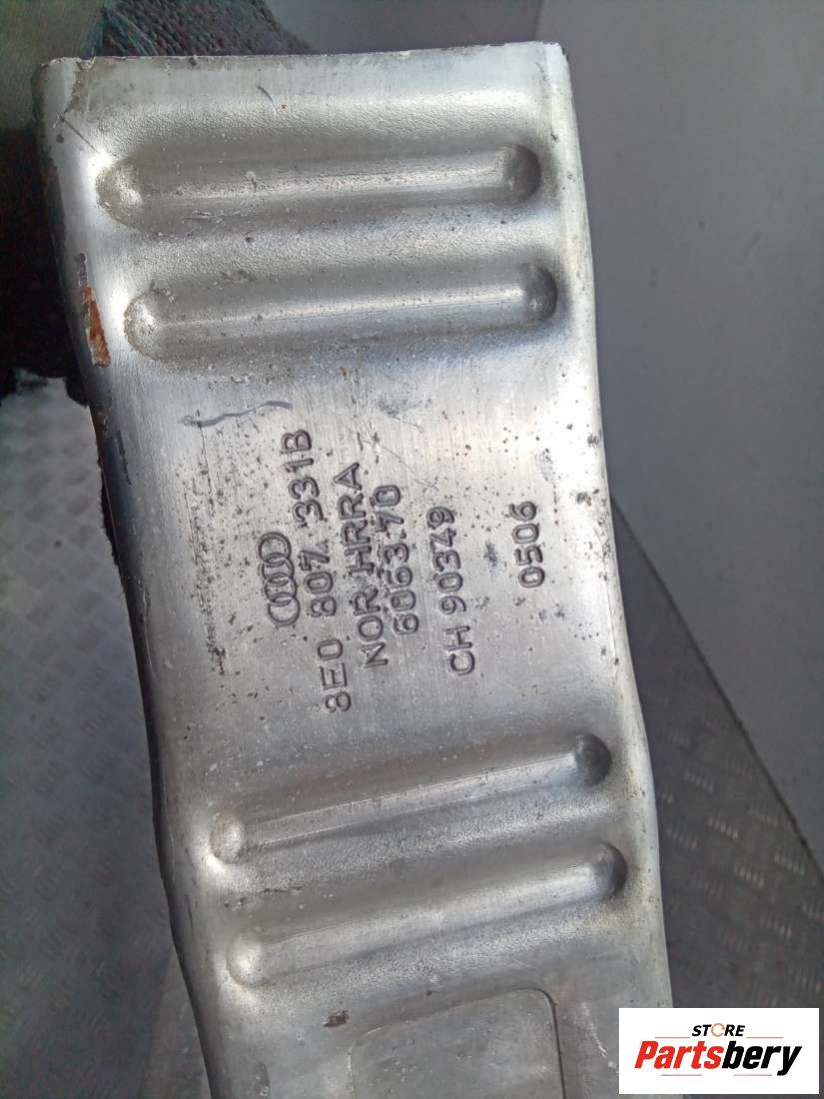 8E0 807. 331B
NOR HRRA
6063.70
CH 90349
0506
STORE
Partsbery